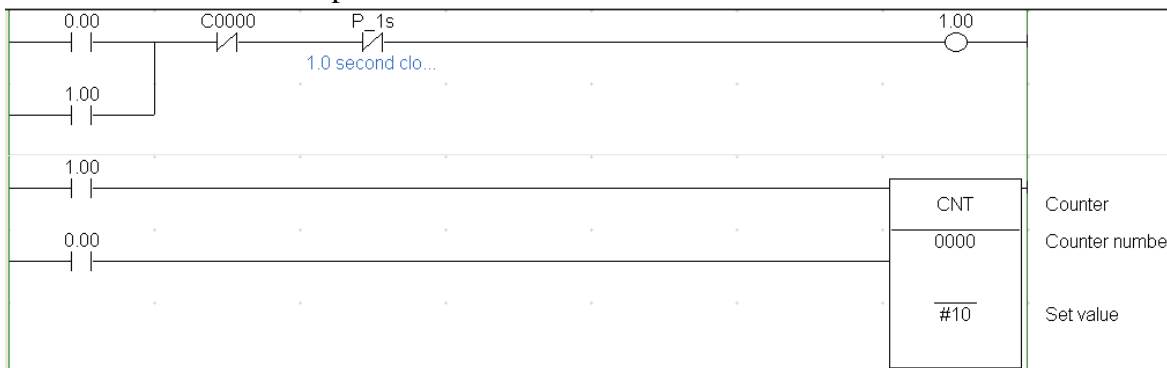 0.00 C0000 P_1s 1.00
1.0 second clo...
1.00
1.00
CNT Counter
0.00
0000 Counter numbe
#10 Set value